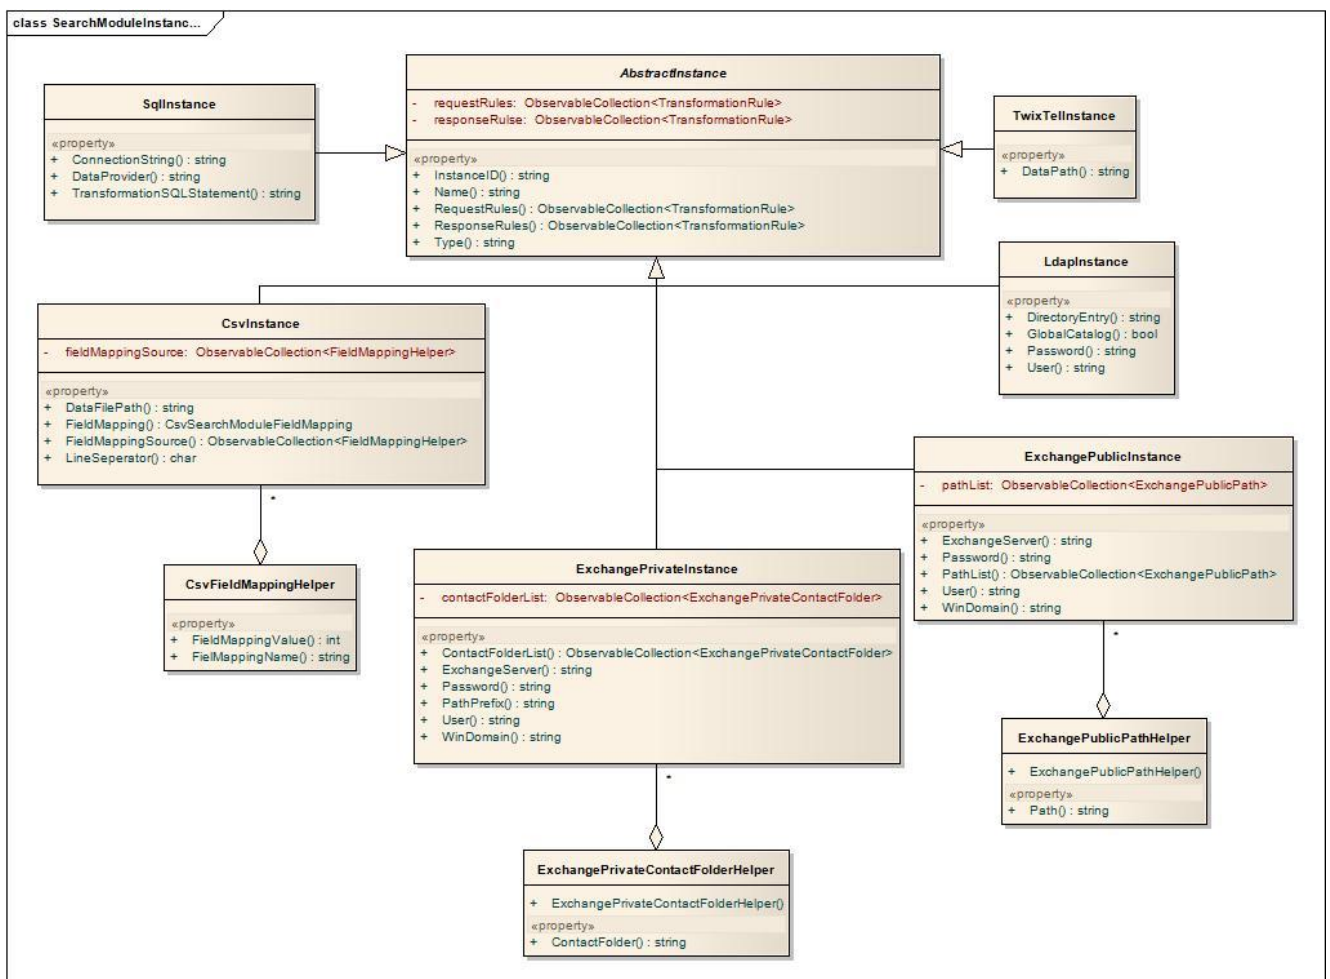 class SearchModuleInstanc...
AbstractInstance
- requestRules: ObservableCollection<TransformationRule>
- responseRulse: ObservableCollection<TransformationRule>
«property»
+ InstanceID() : string
+ Name() : string
+ RequestRules() : ObservableCollection<TransformationRule>
+ ResponseRules() : ObservableCollection<TransformationRule>
+ Type() : string
SqlInstance
«property»
+ ConnectionString() : string
+ DataProvider() : string
+ TransformationSQLStatement() : string
TwixTelInstance
«property»
+ DataPath() : string
LdapInstance
«property»
+ DirectoryEntry() : string
+ GlobalCatalog() : bool
+ Password() : string
+ User() : string
CsvInstance
- fieldMappingSource: ObservableCollection<FieldMappingHelper>
«property»
+ DataFilePath() : string
+ FieldMapping() : CsvSearchModuleFieldMapping
+ FieldMappingSource() : ObservableCollection<FieldMappingHelper>
+ LineSeperator() : char
*
ExchangePublicInstance
- pathList: ObservableCollection<ExchangePublicPath>
«property»
+ ExchangeServer() : string
+ Password() : string
+ PathList() : ObservableCollection<ExchangePublicPath>
+ User() : string
+ WinDomain() : string
*
CsvFieldMappingHelper
«property»
+ FieldMappingValue() : int
+ FielMappingName() : string
ExchangePrivateInstance
- contactFolderList: ObservableCollection<ExchangePrivateContactFolder>
«property»
+ ContactFolderList() : ObservableCollection<ExchangePrivateContactFolder>
+ ExchangeServer() : string
+ Password() : string
+ PathPrefix() : string
+ User() : string
+ WinDomain() : string
*
ExchangePublicPathHelper
+ ExchangePublicPathHelper()
«property»
+ Path() : string
ExchangePrivateContactFolderHelper
+ ExchangePrivateContactFolderHelper()
«property»
+ ContactFolder() : string